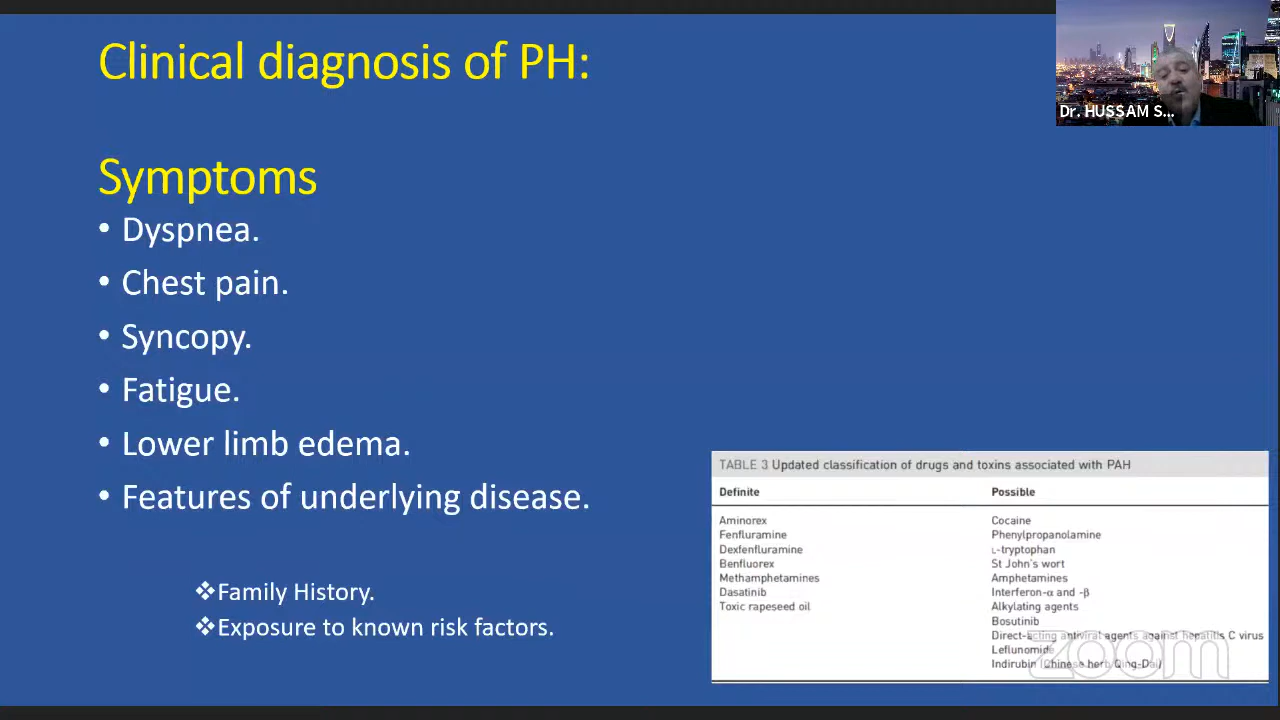 Clinical diagnosis of PH:
Dr. HUSSAM S...
Symptoms
• Dyspnea.
• Chest pain.
• Syncopy.
• Fatigue.
• Lower limb edema.
• Features of underlying disease.
❖Family History.
❖Exposure to known risk factors.
TABLE 3 Updated classification of drugs and toxins associated with PAH
Definite Possible
Aminorex Cocaine
Fenfluramine Phenylpropanolamine
Dexfenfluramine L-tryptophan
Benfluorex St John's wort
Methamphetamines Amphetamines
Dasatinib Interferon-α and -β
Toxic rapeseed oil Alkylating agents
Bosutinib
Direct-acting antiviral agents against hepatitis C virus
Leflunomide
Indirubin (Chinese herb Qing-Dai)
zoom